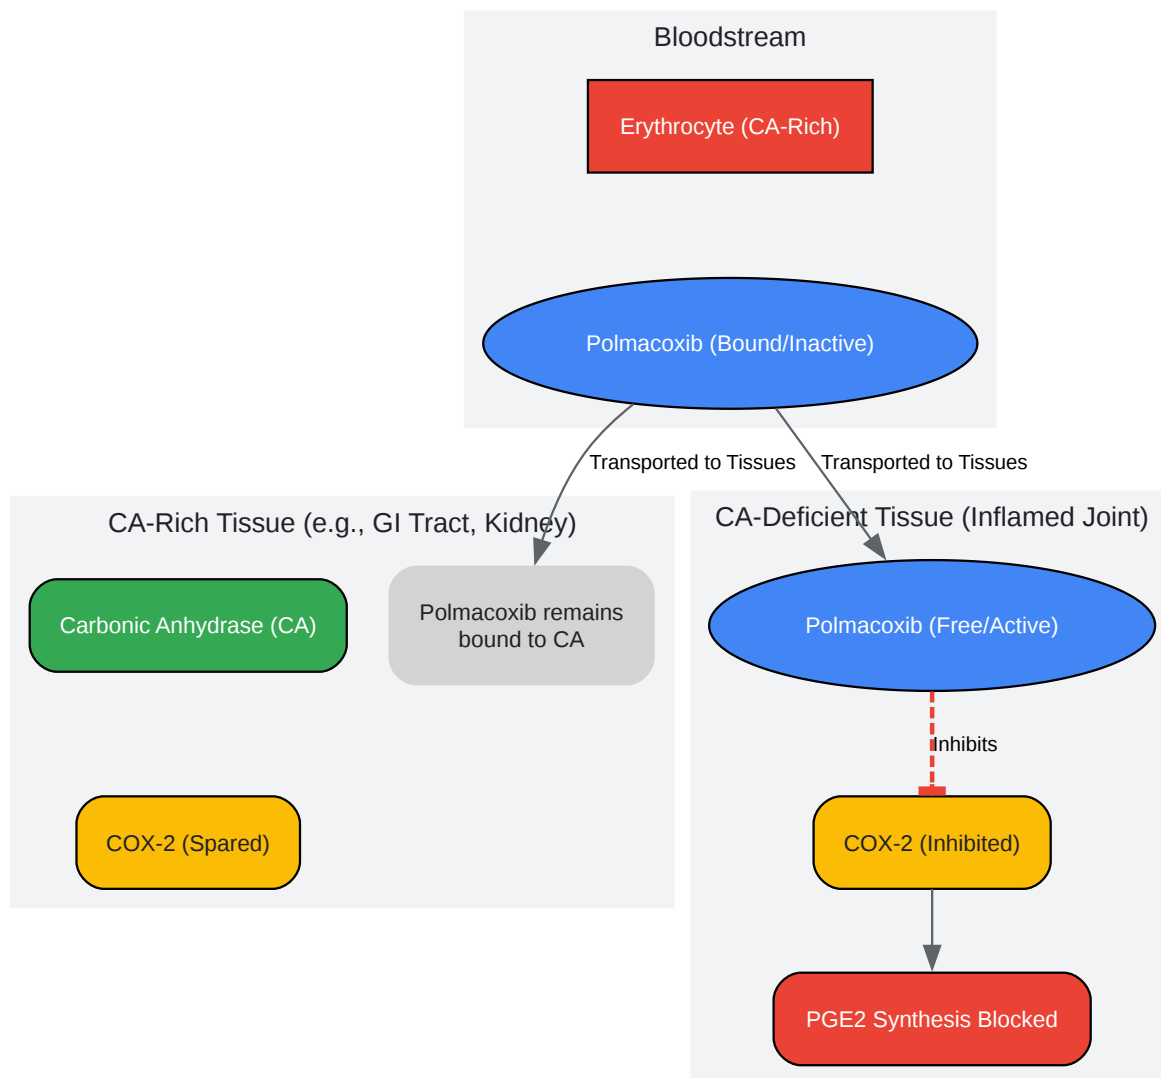 Bloodstream
Erythrocyte (CA-Rich)
Polmacoxib (Bound/Inactive)
Transported to Tissues
Transported to Tissues
CA-Rich Tissue (e.g., GI Tract, Kidney)
Carbonic Anhydrase (CA)
Polmacoxib remains
bound to CA
COX-2 (Spared)
CA-Deficient Tissue (Inflamed Joint)
Polmacoxib (Free/Active)
Inhibits
COX-2 (Inhibited)
PGE2 Synthesis Blocked